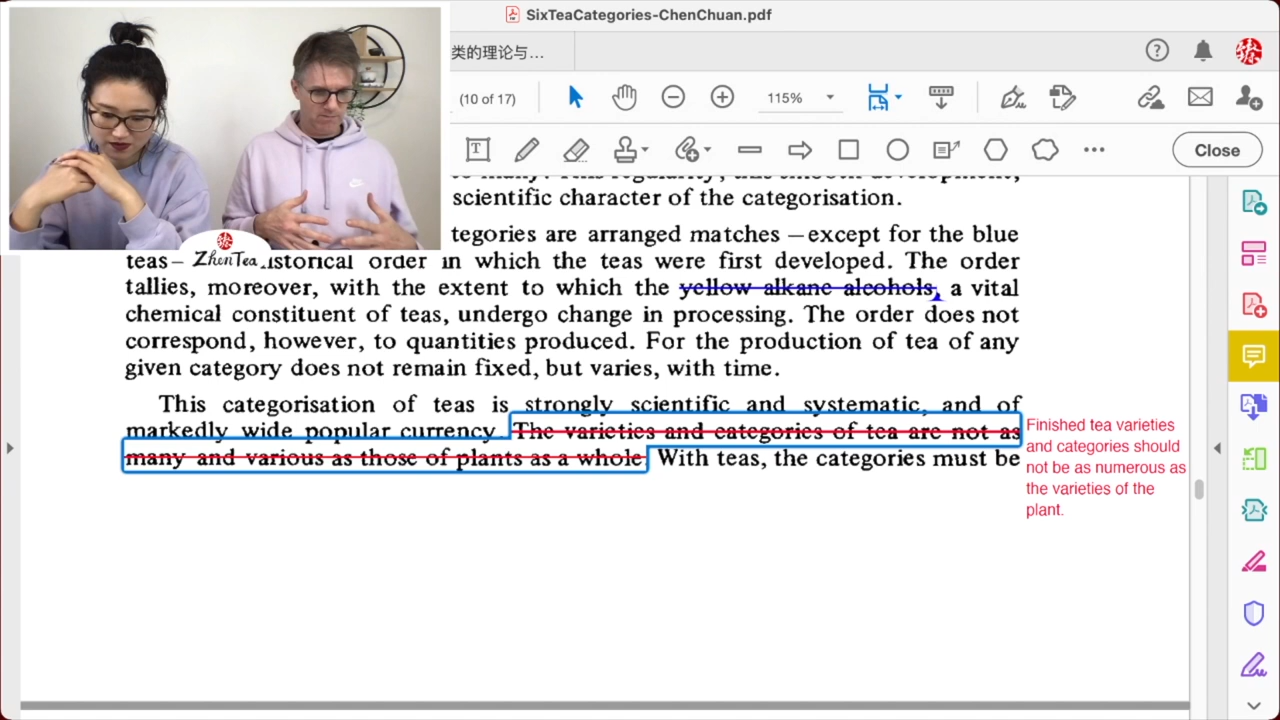 SixTeaCategories-ChenChuan.pdf
类的理论与...
(10 of 17)
115%
T
Close
scientific character of the categorisation.
tegories are arranged matches — except for the blue
teas — ZhenTea istorical order in which the teas were first developed. The order
tallies, moreover, with the extent to which the yellow alkane alcohols, a vital
chemical constituent of teas, undergo change in processing. The order does not
correspond, however, to quantities produced. For the production of tea of any
given category does not remain fixed, but varies, with time.
This categorisation of teas is strongly scientific and systematic, and of
markedly wide popular currency. The varieties and categories of tea are not as
many and various as those of plants as a whole. With teas, the categories must be
Finished tea varieties
and categories should
not be as numerous as
the varieties of the
plant.